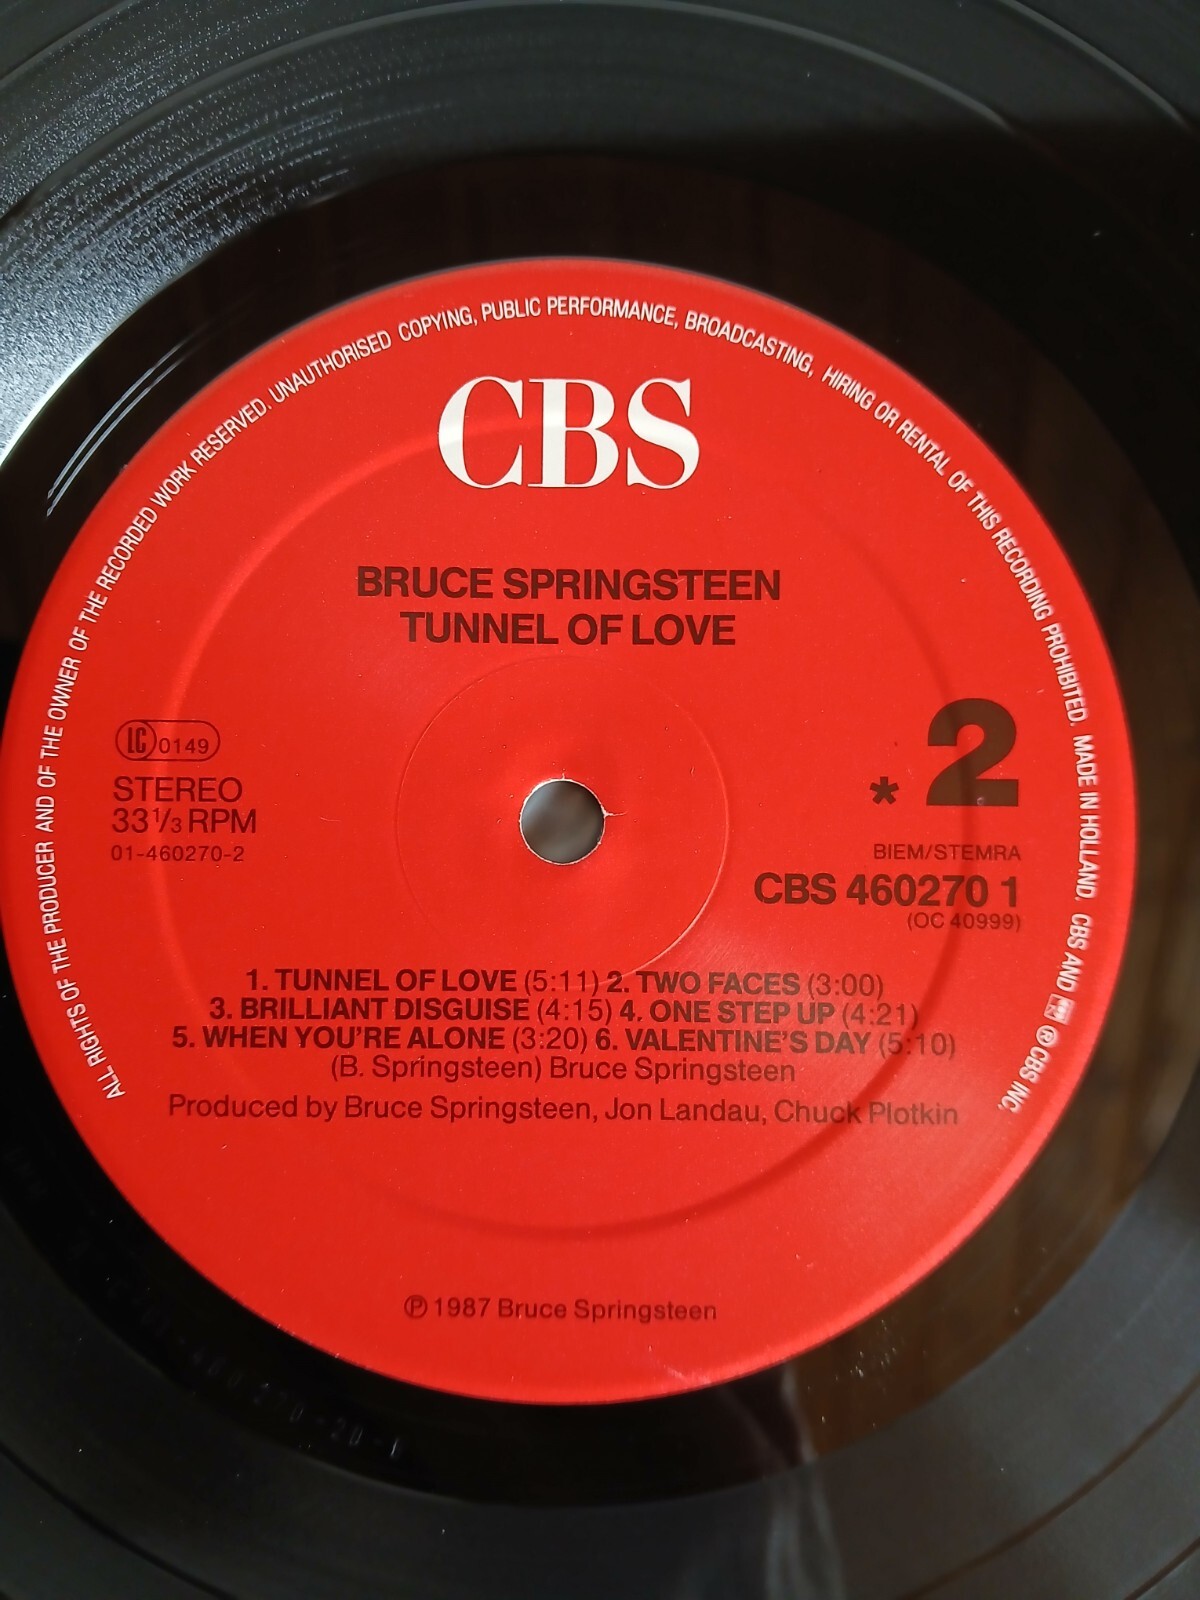 ALL RIGHTS OF THE PRODUCER AND OF THE OWNER OF THE RECORDED WORK RESERVED. UNAUTHORISED COPYING, PUBLIC PERFORMANCE, BROADCASTING, HIRING OR RENTAL OF THIS RECORDING PROHIBITED. MADE IN HOLLAND. CBS AND ® CBS INC.
CBS
BRUCE SPRINGSTEEN
TUNNEL OF LOVE
LC 0149
STEREO
33 1/3 RPM
01-460270-2
* 2
BIEM/STEMRA
CBS 460270 1
(OC 40999)
1. TUNNEL OF LOVE (5:11) 2. TWO FACES (3:00)
3. BRILLIANT DISGUISE (4:15) 4. ONE STEP UP (4:21)
5. WHEN YOU'RE ALONE (3:20) 6. VALENTINE'S DAY (5:10)
(B. Springsteen) Bruce Springsteen
Produced by Bruce Springsteen, Jon Landau, Chuck Plotkin
℗ 1987 Bruce Springsteen